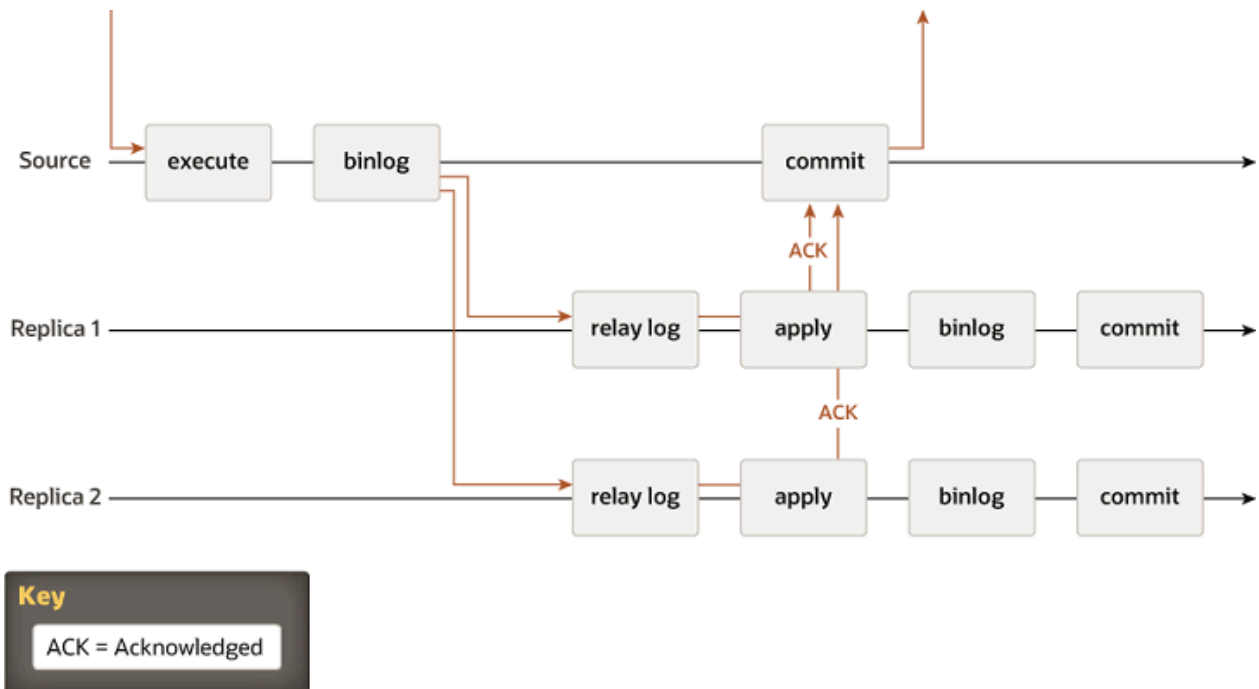 Source execute binlog commit
ACK
Replica 1 relay log apply binlog commit
ACK
Replica 2 relay log apply binlog commit
Key
ACK = Acknowledged